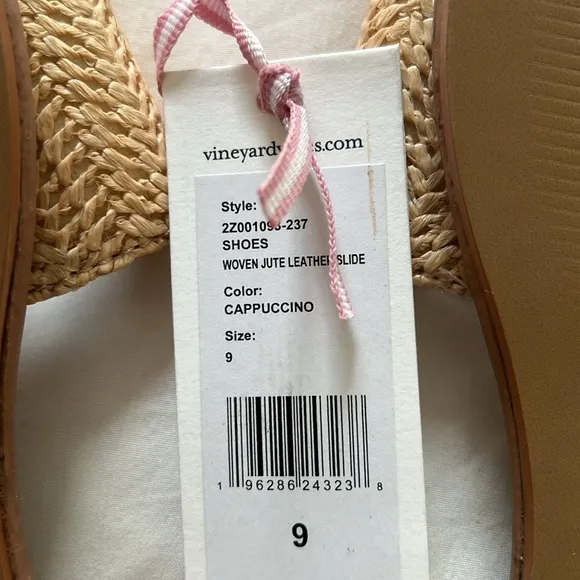 Style:
SHOES
WOVEN JUTE LEATHER SLIDE
Color:
CAPPUCCINO
Size:
9
1 96286 24323 8
9